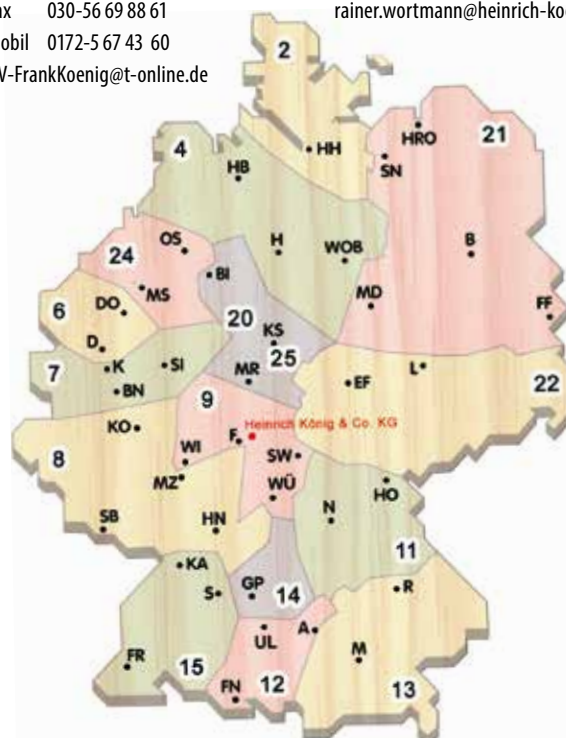 ax 030-56 69 88 61
obil 0172-5 67 43 60
V-FrankKoenig@t-online.de
rainer.wortmann@heinrich-ko
2
21
4
HRO
HH
SN
HB
OS
H
WOB
B
24
BI
MS
MD
6
DO
20
FF
KS
D
25
K
SI
L
7
MR
EF
22
BN
9
KO
Heinrich König & Co. KG
F
WI
SW
8
MZ
WÜ
HO
N
SB
HN
11
KA
GP
R
S
14
A
UL
M
FR
15
12
FN
13